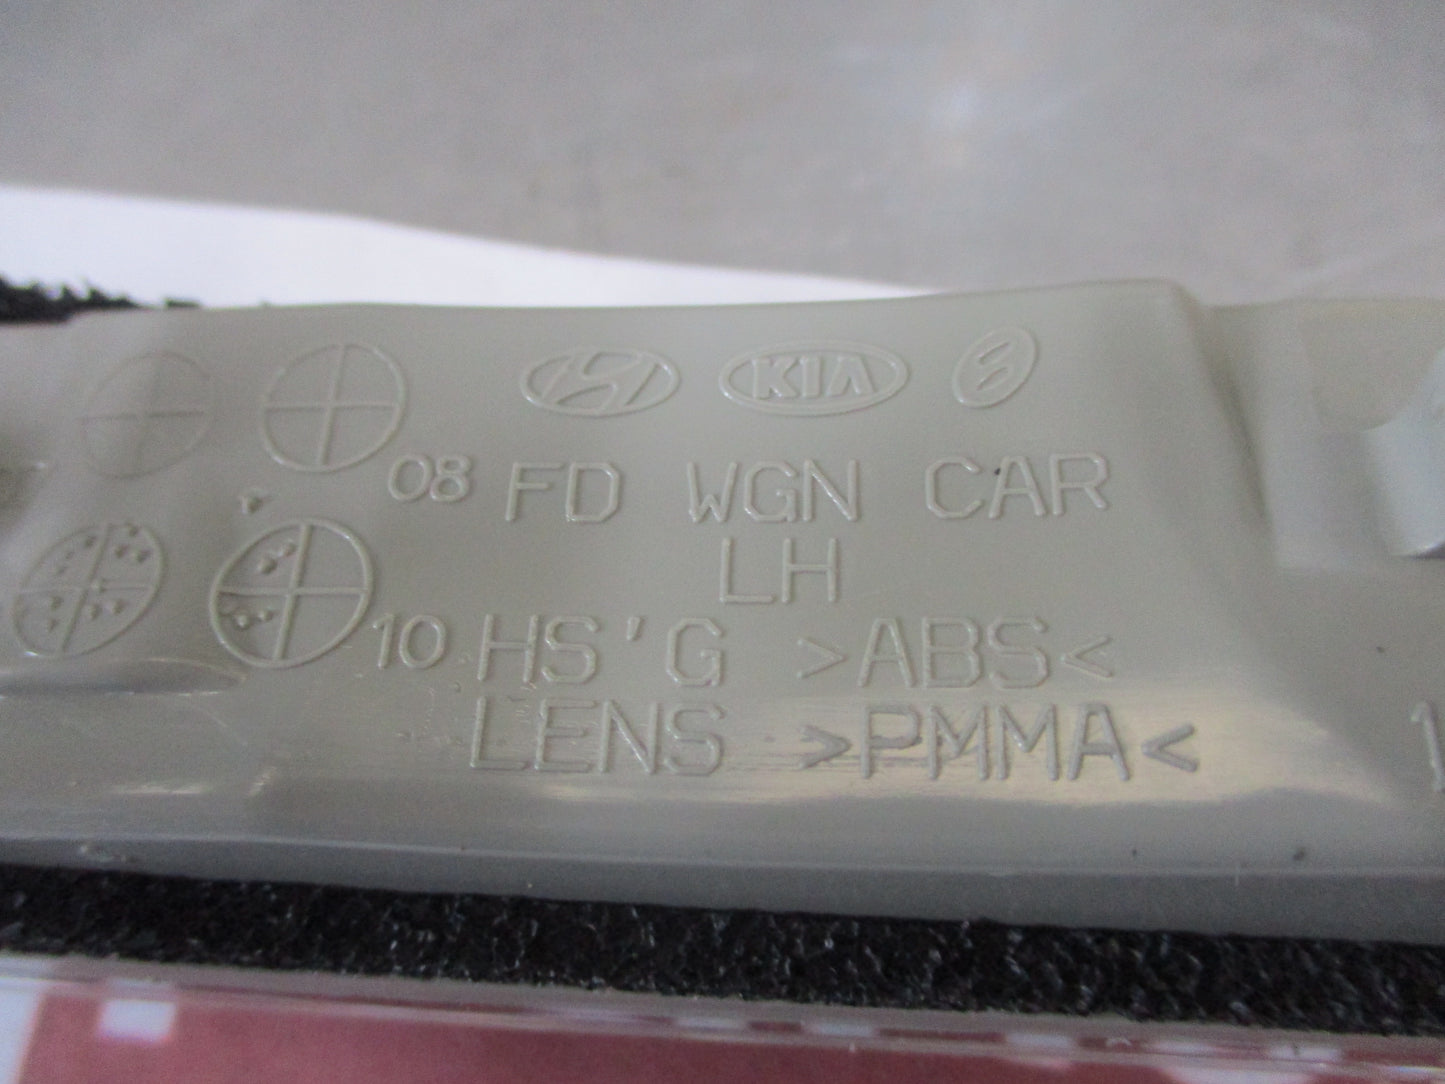 KIA
08 FD WGN CAR
LH
10 HS'G >ABS<
LENS >PMMA<